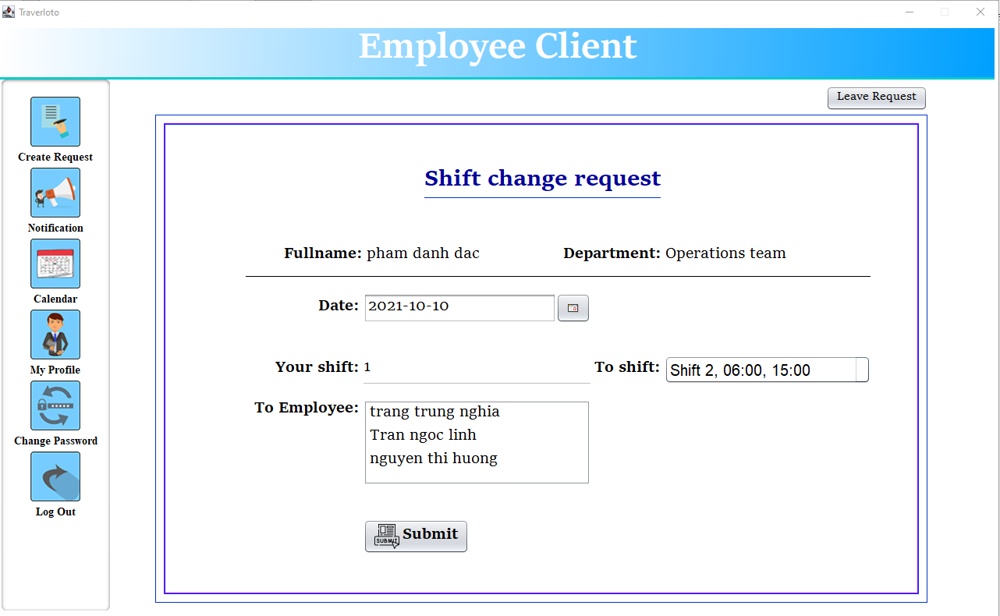 Traverloto
Employee Client
Leave Request
Create Request
Notification
Calendar
My Profile
Change Password
Log Out
Shift change request
Fullname: pham danh dac Department: Operations team
Date: 2021-10-10
Your shift: 1 To shift: Shift 2, 06:00, 15:00
To Employee: trang trung nghia
Tran ngoc linh
nguyen thi huong
SUBMIT Submit